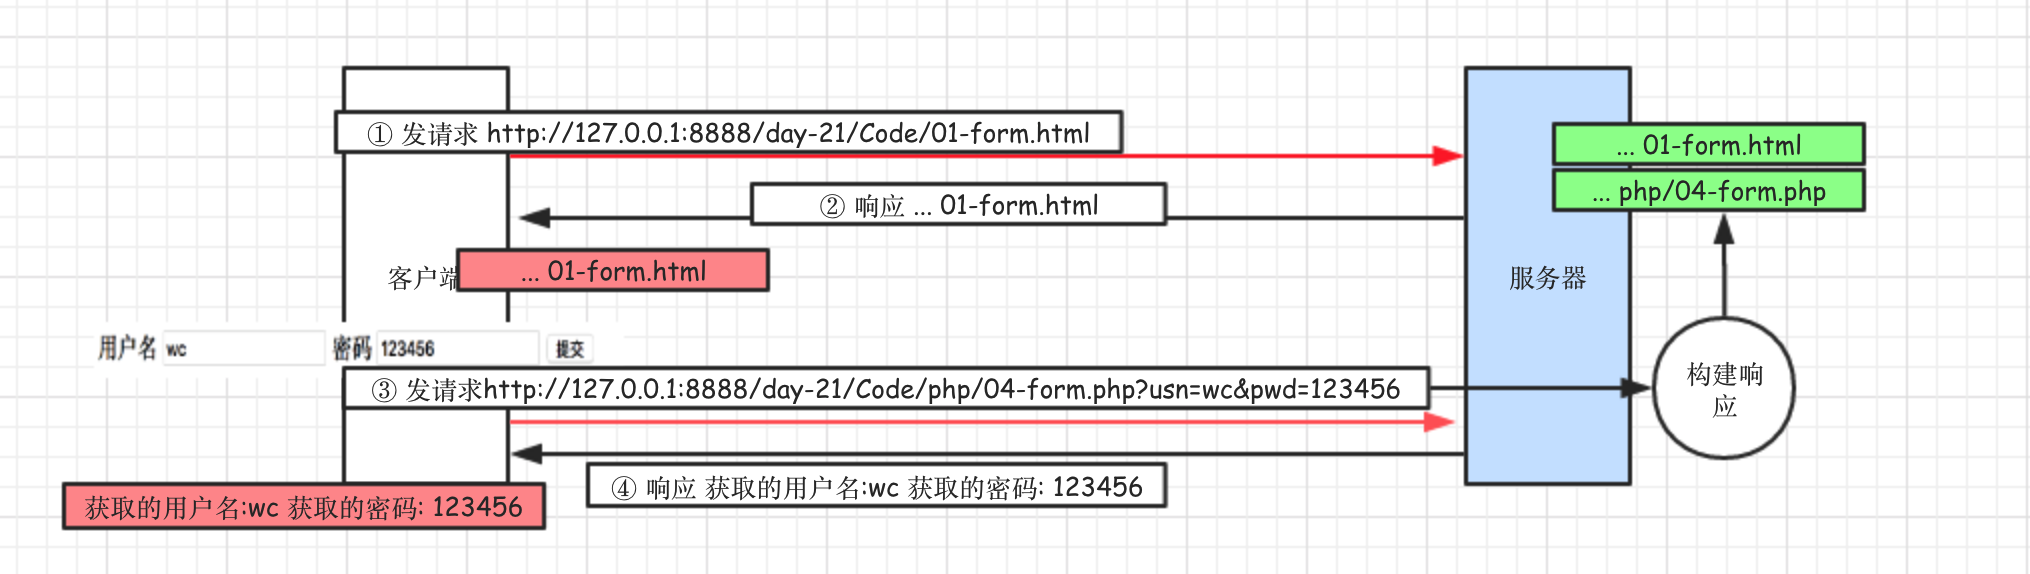 ① 发请求 http://127.0.0.1:8888/day-21/Code/01-form.html
... 01-form.html
... php/04-form.php
② 响应 ... 01-form.html
客户端
... 01-form.html
服务器
用户名 wc 密码 123456 提交
③ 发请求http://127.0.0.1:8888/day-21/Code/php/04-form.php?usn=wc&pwd=123456
构建响
应
④ 响应 获取的用户名:wc 获取的密码: 123456
获取的用户名:wc 获取的密码: 123456